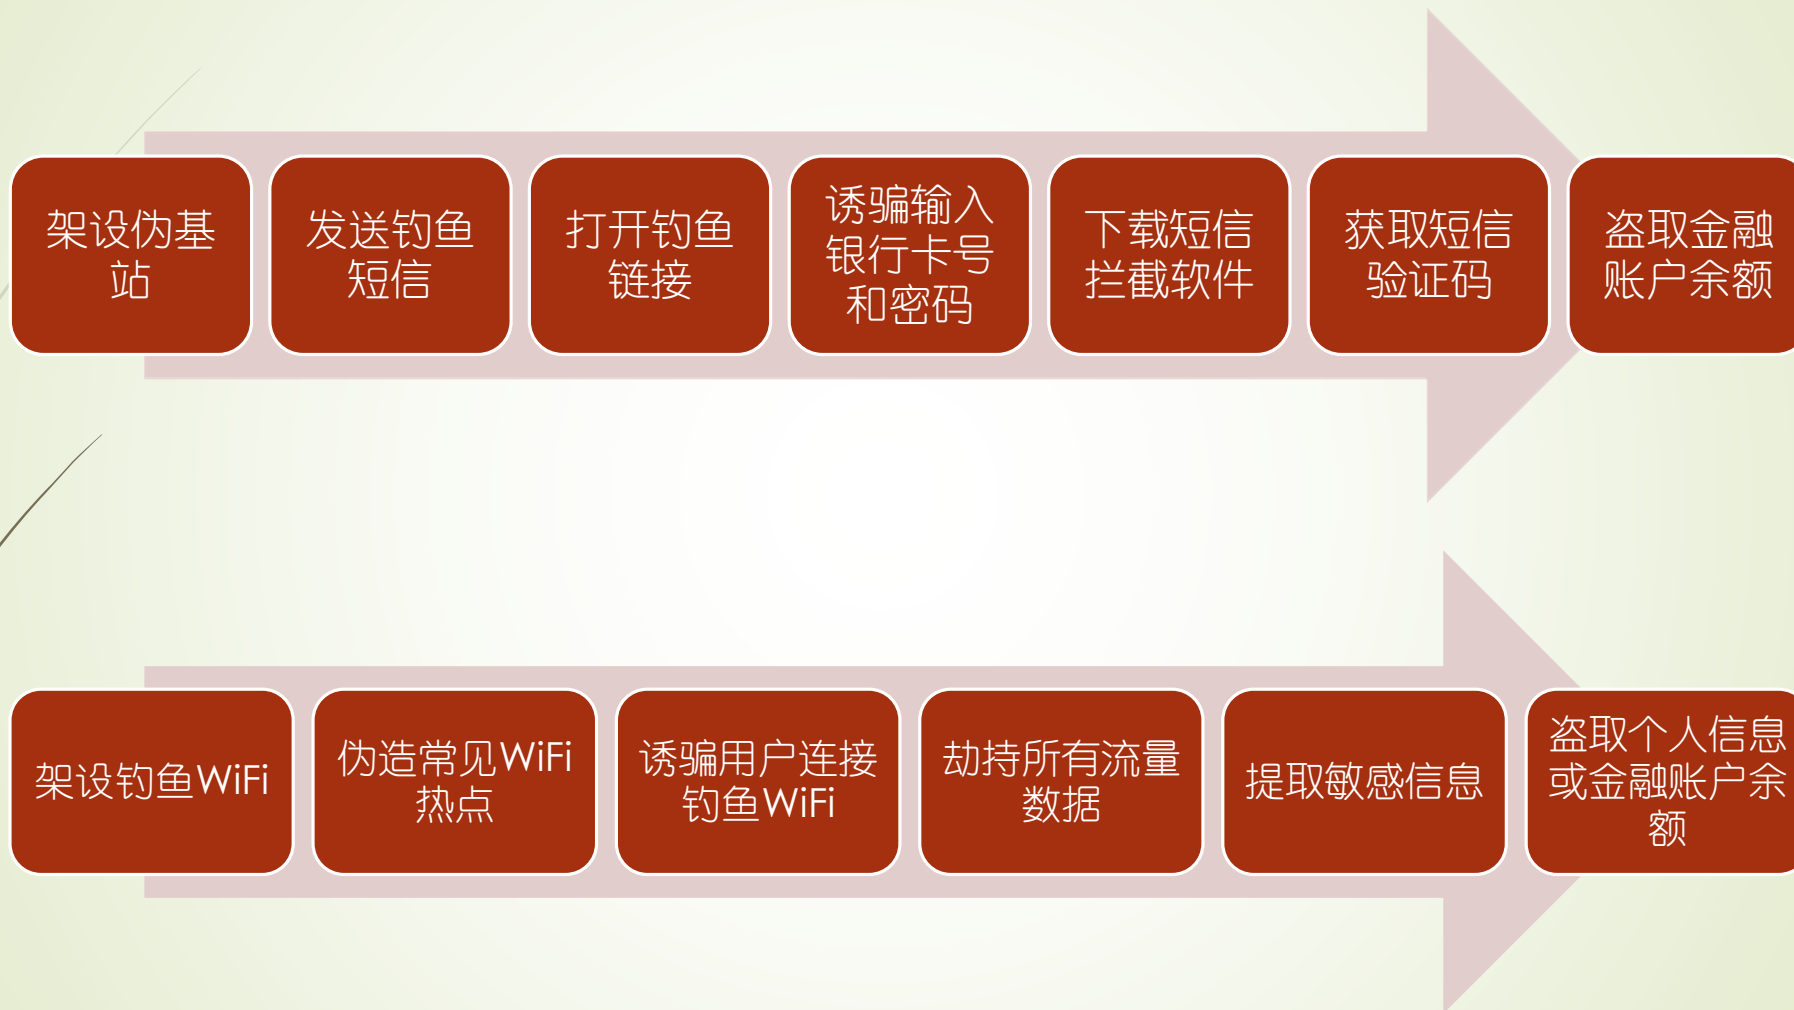 架设伪基
站
发送钓鱼
短信
打开钓鱼
链接
诱骗输入
银行卡号
和密码
下载短信
拦截软件
获取短信
验证码
盗取金融
账户余额
架设钓鱼WiFi
伪造常见WiFi
热点
诱骗用户连接
钓鱼WiFi
劫持所有流量
数据
提取敏感信息
盗取个人信息
或金融账户余
额